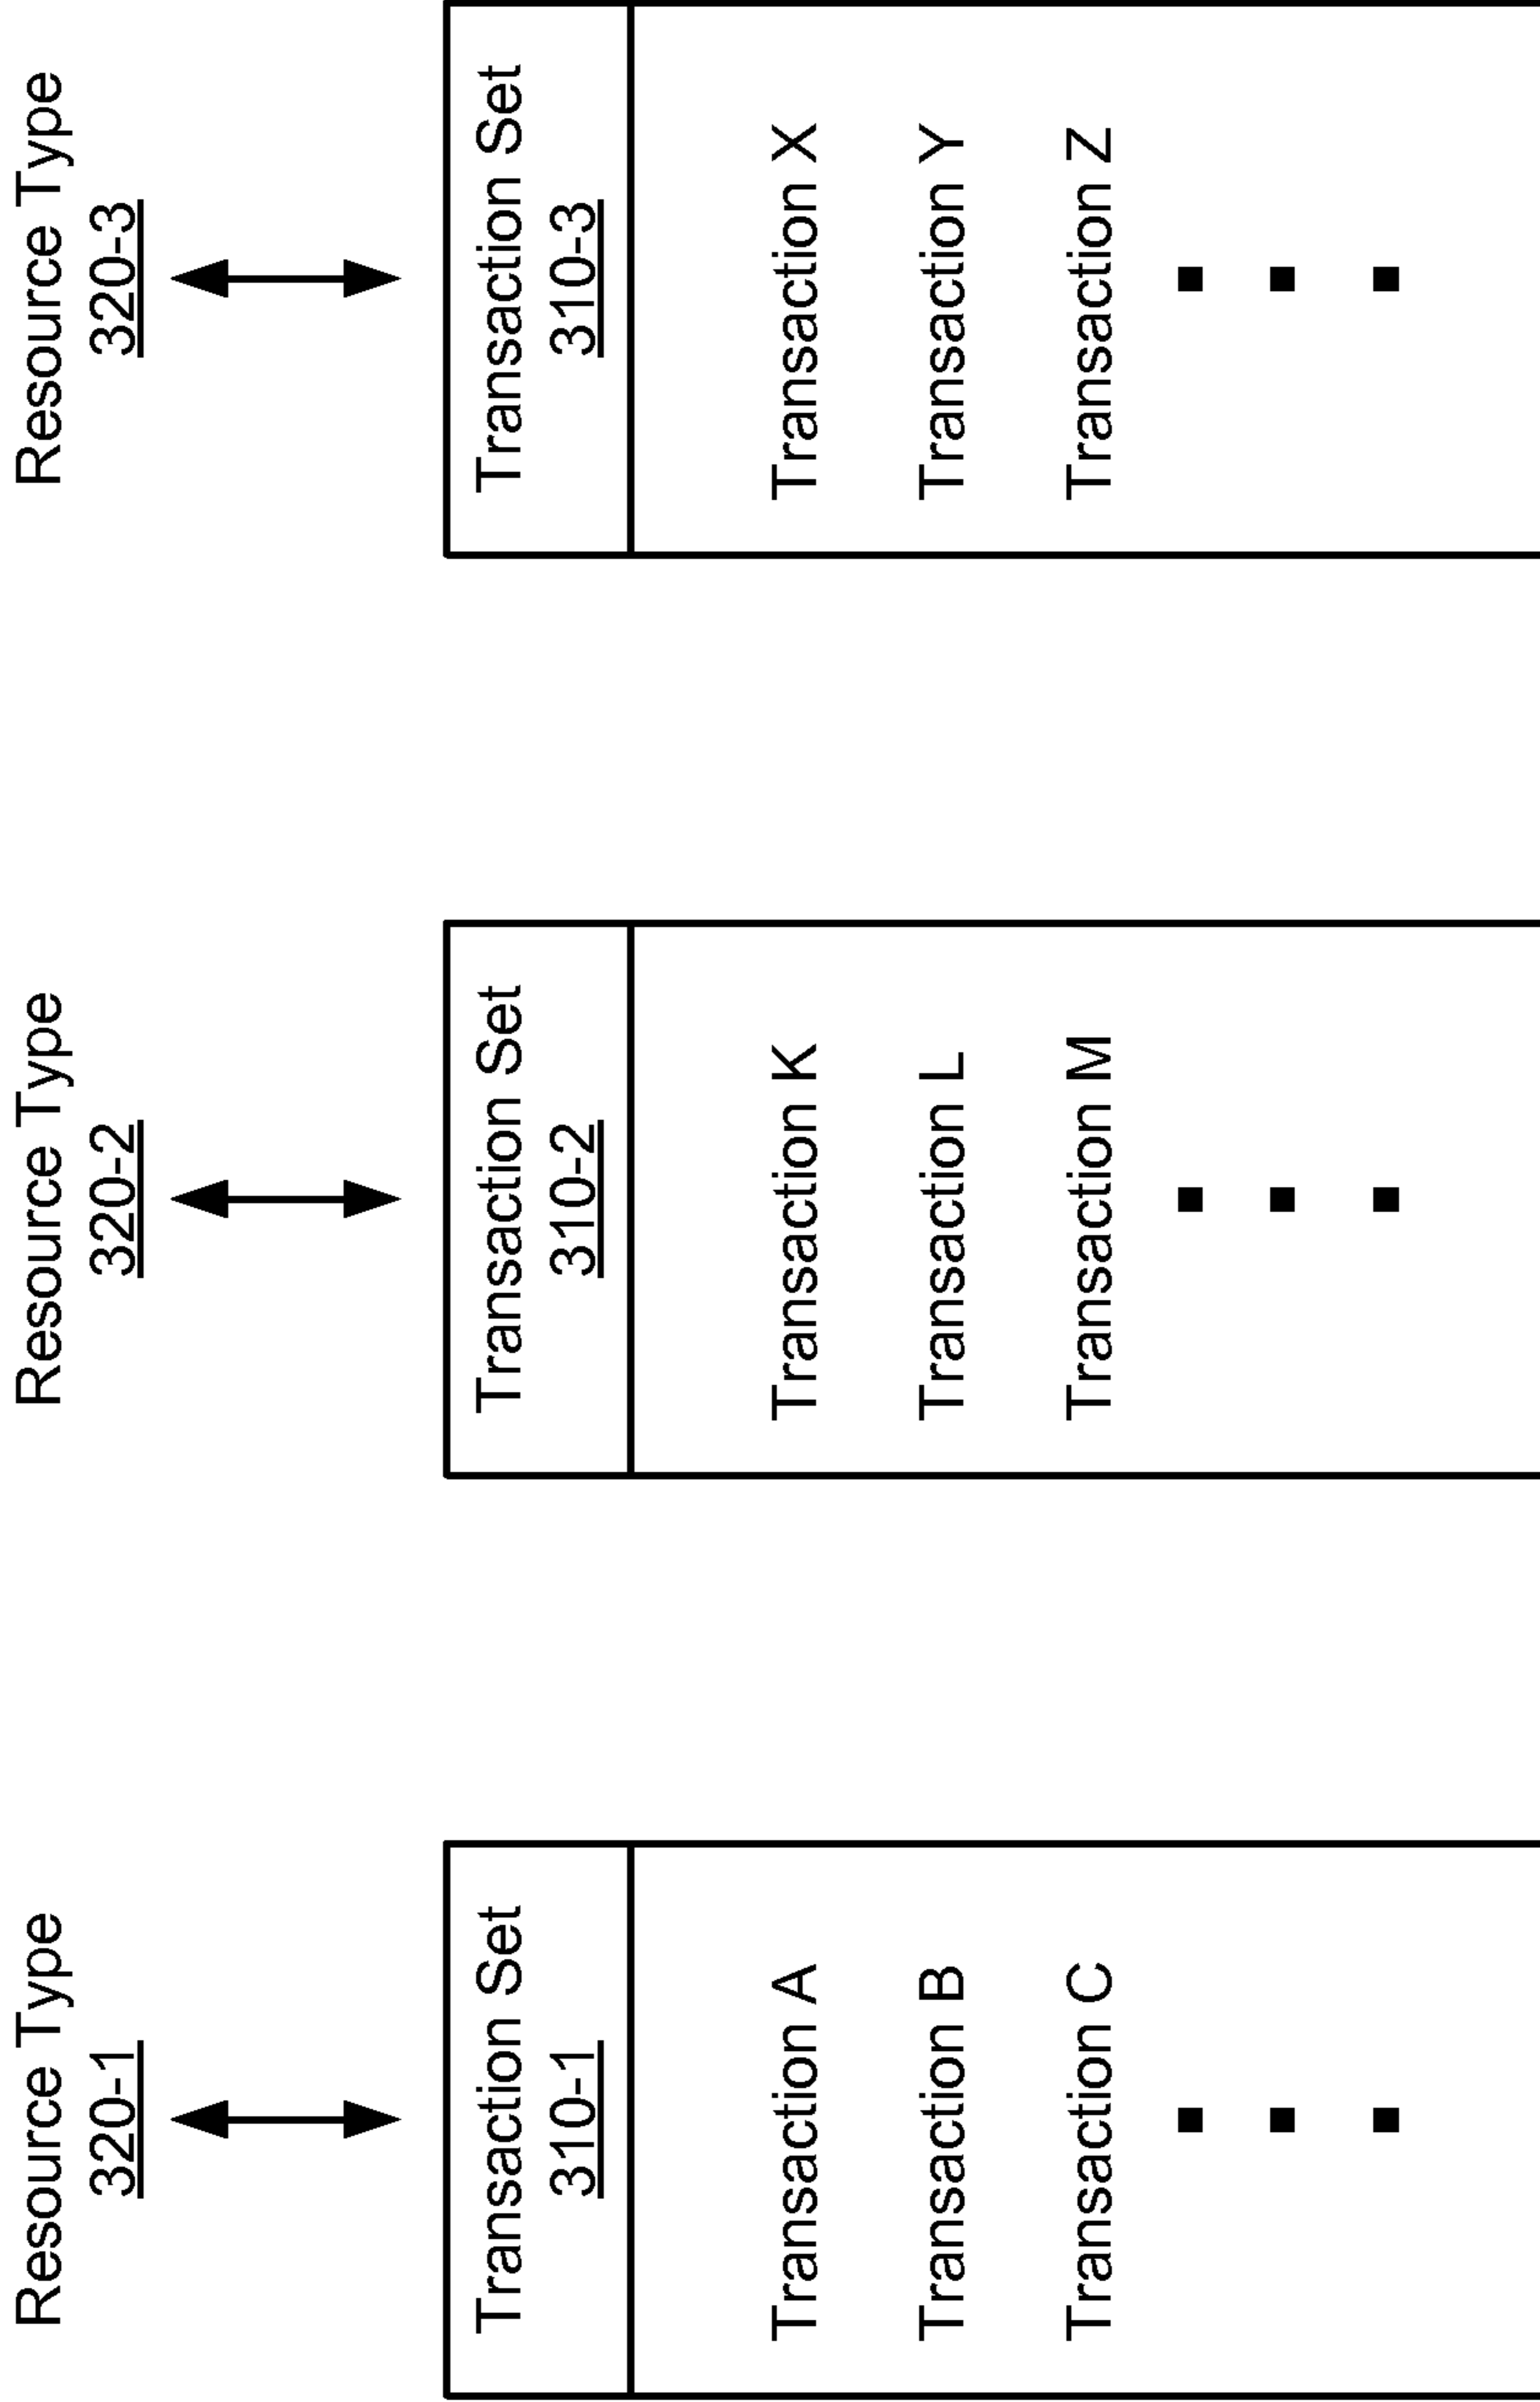 Resource Type
320-1
Transaction Set
310-1
Transaction A
Transaction B
Transaction C
Resource Type
320-2
Transaction Set
310-2
Transaction K
Transaction L
Transaction M
Resource Type
320-3
Transaction Set
310-3
Transaction X
Transaction Y
Transaction Z